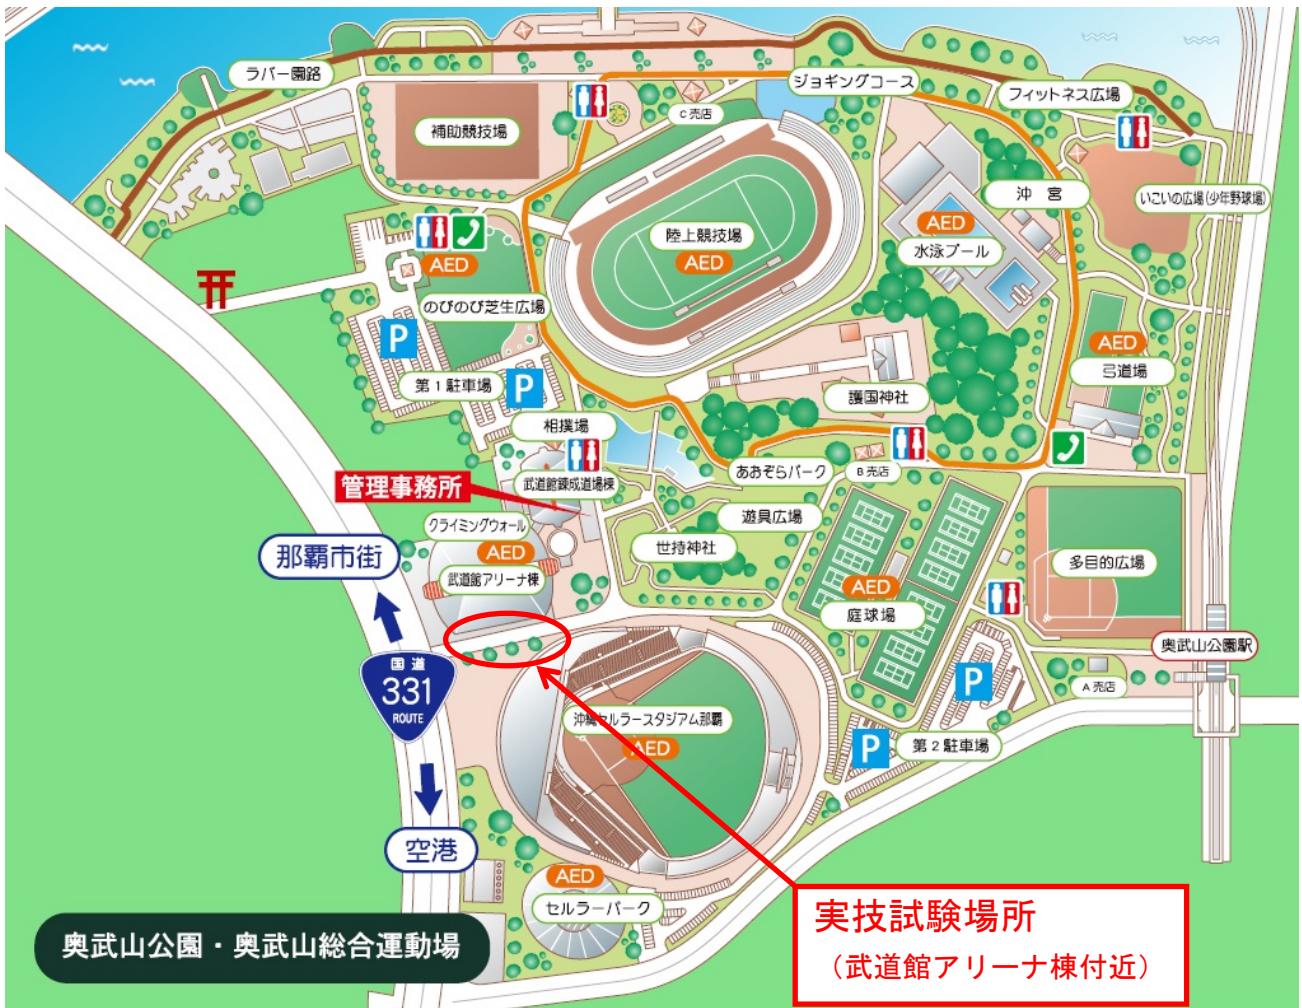 ラバー園路
ジョギングコース
フィットネス広場
C売店
補助競技場
沖宮
いこいの広場(少年野球場)
AED
水泳プール
陸上競技場
AED
AED
のびのび芝生広場
P
AED
弓道場
第1駐車場
P
護国神社
相撲場
あおぞらパーク
B売店
武道館錬成道場棟
管理事務所
遊具広場
クライミングウォール
世持神社
AED
武道館アリーナ棟
那覇市街
多目的広場
AED
庭球場
奥武山公園駅
国道
331
ROUTE
P
A売店
沖縄セルラースタジアム那覇
AED
P
第2駐車場
空港
AED
セルラーパーク
実技試験場所
(武道館アリーナ棟付近)
奥武山公園・奥武山総合運動場